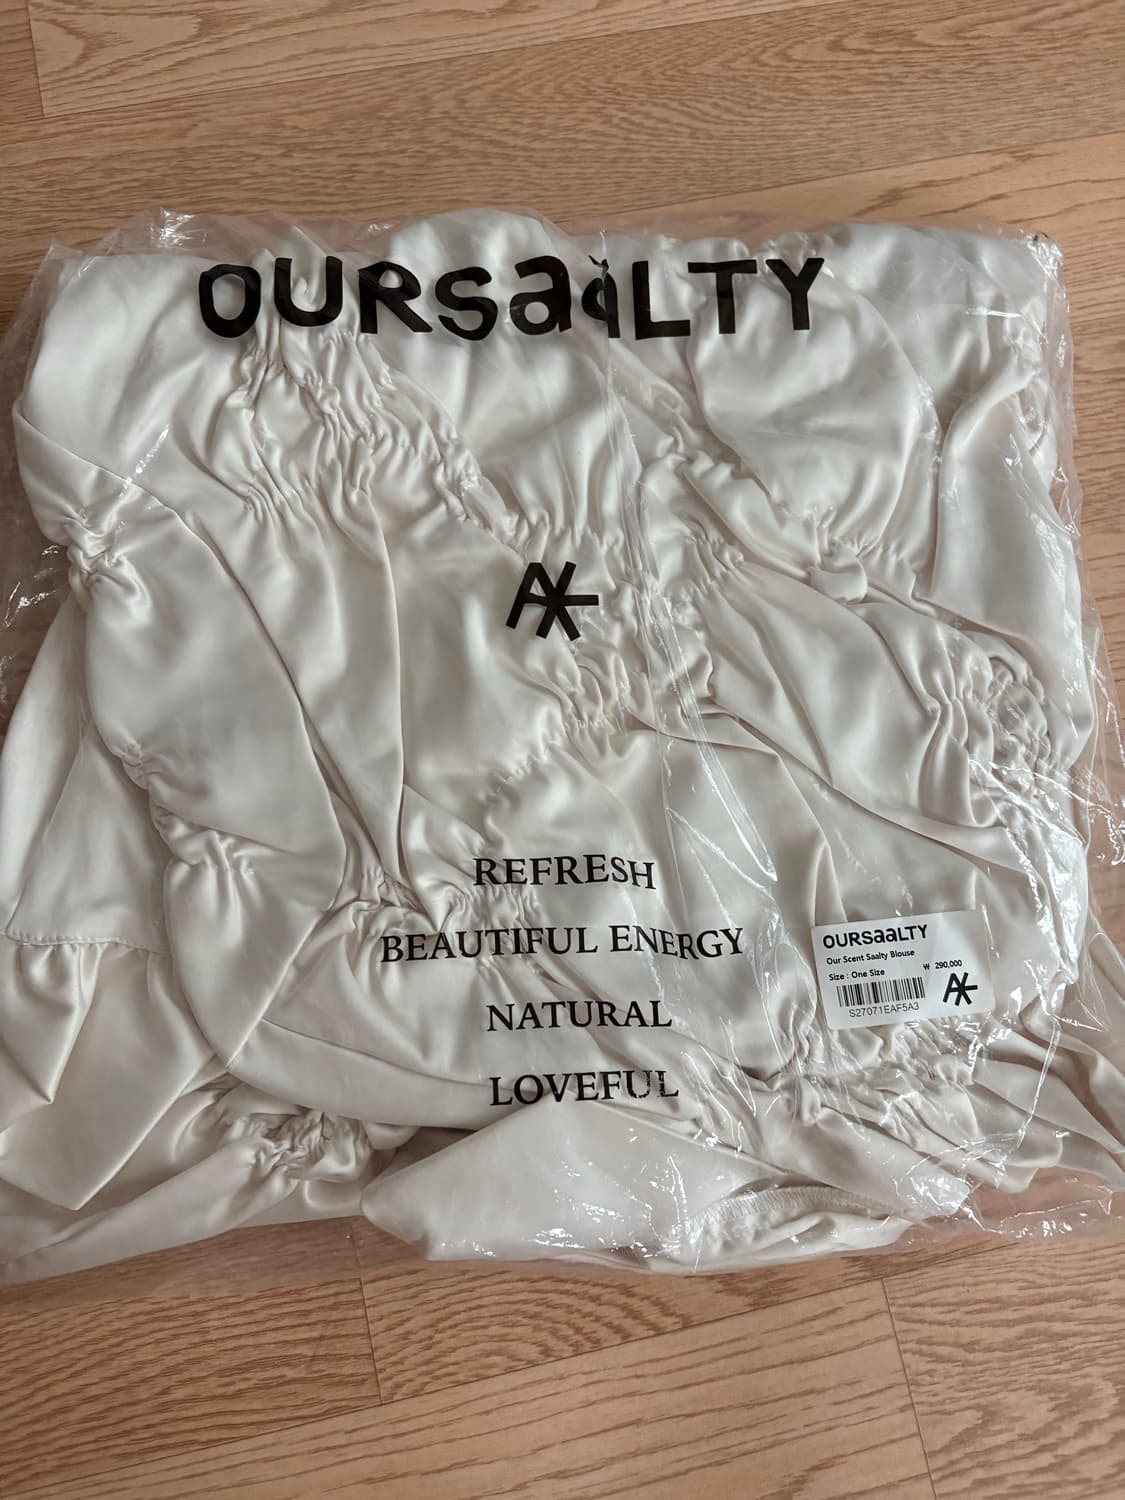 OURSaaLTY
REFRESH
BEAUTIFUL ENERGY
NATURAL
LOVEFUL
OURSaaLTY
Our Scent Saalty Blouse
Size : One Size ₩ 290,000
S27071EAF5A3